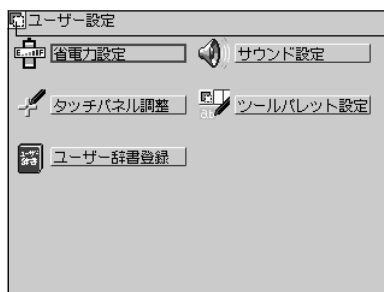 ユーザー設定
省電力設定
サウンド設定
タッチパネル調整
ツールパレット設定
ユーザー辞書登録